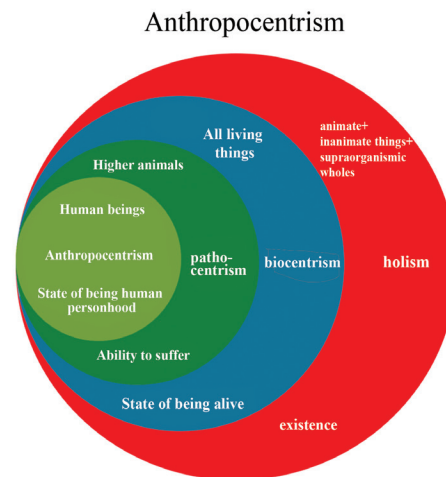 Anthropocentrism
animate+
inanimate things+
supraorganismic
wholes
All living
things
Higher animals
Human beings
Anthropocentrism
patho-
centrism
biocentrism
holism
State of being human
personhood
Ability to suffer
State of being alive
existence